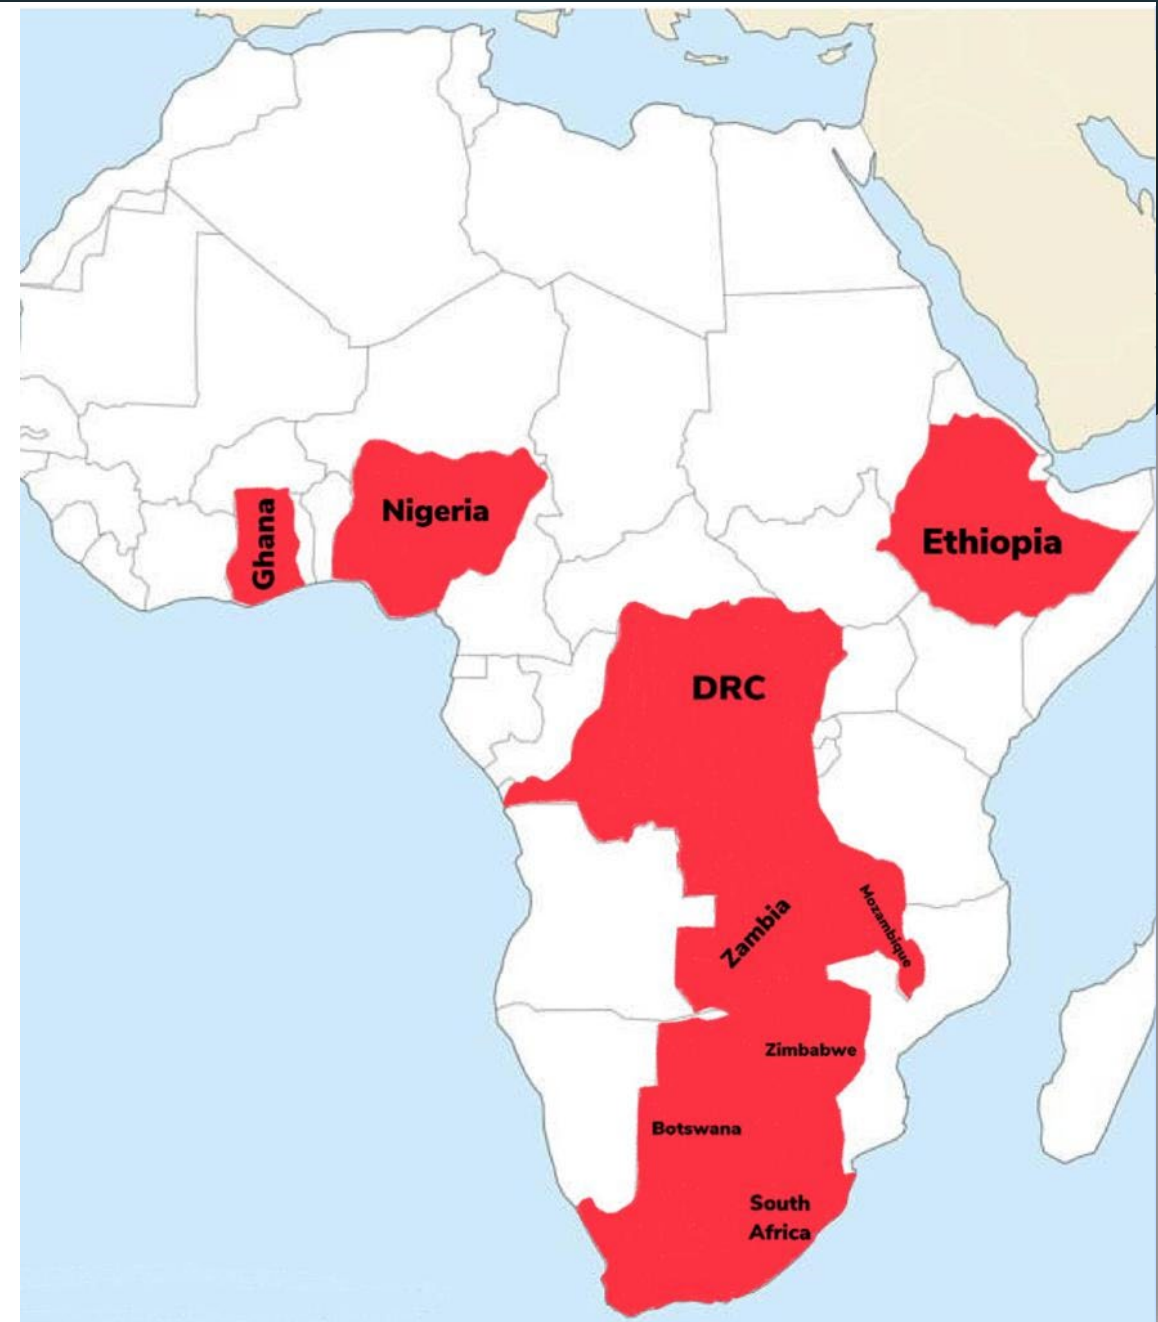 Ghana
Nigeria
Ethiopia
DRC
Zambia
Mozambique
Zimbabwe
Botswana
South
Africa